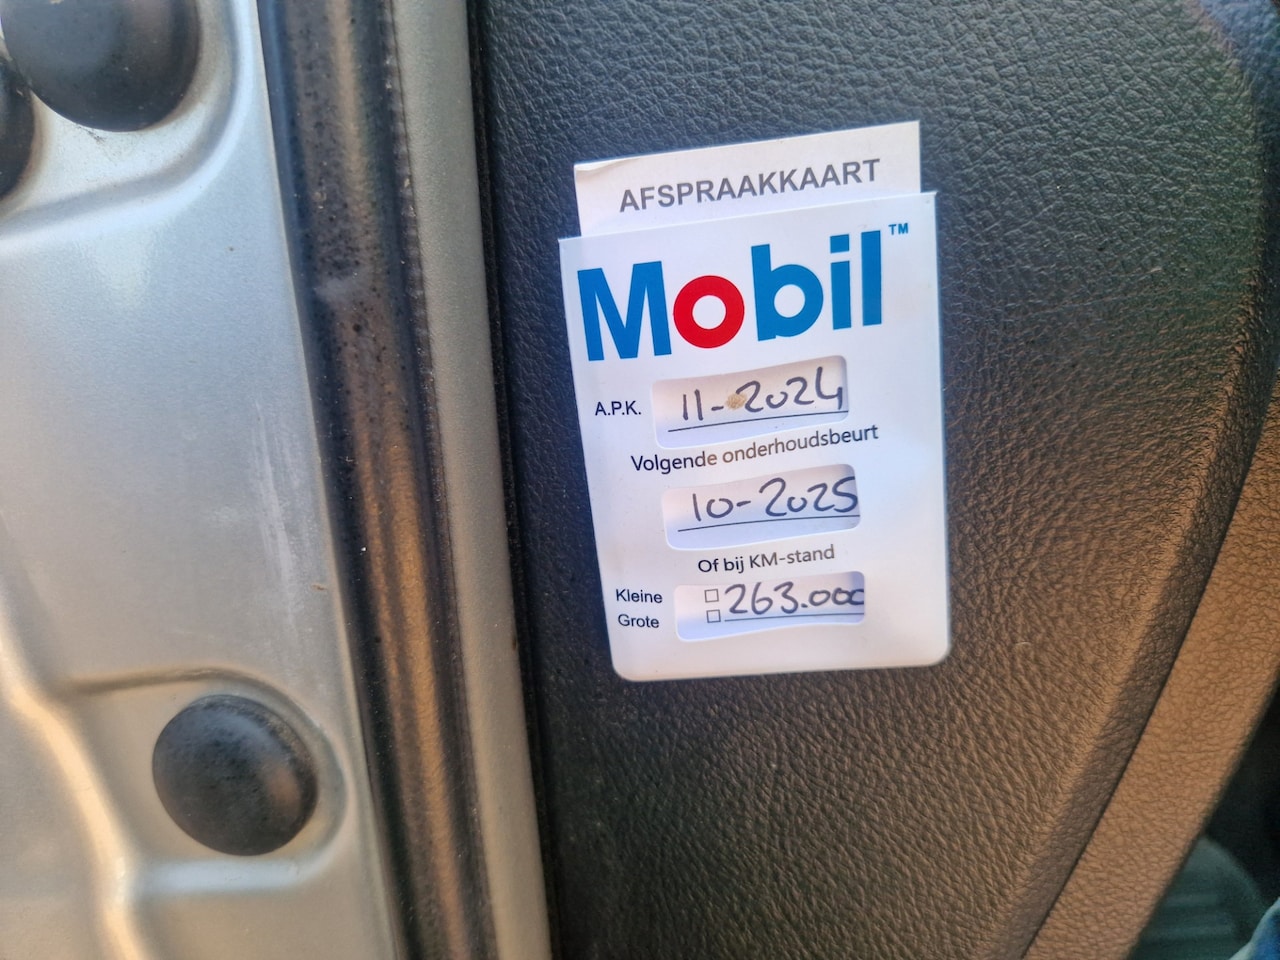 AFSPRAAKKAART
Mobil™
A.P.K. 11-2024
Volgende onderhoudsbeurt
10-2025
Of bij KM-stand
Kleine ☐ 263.000
Grote ☐